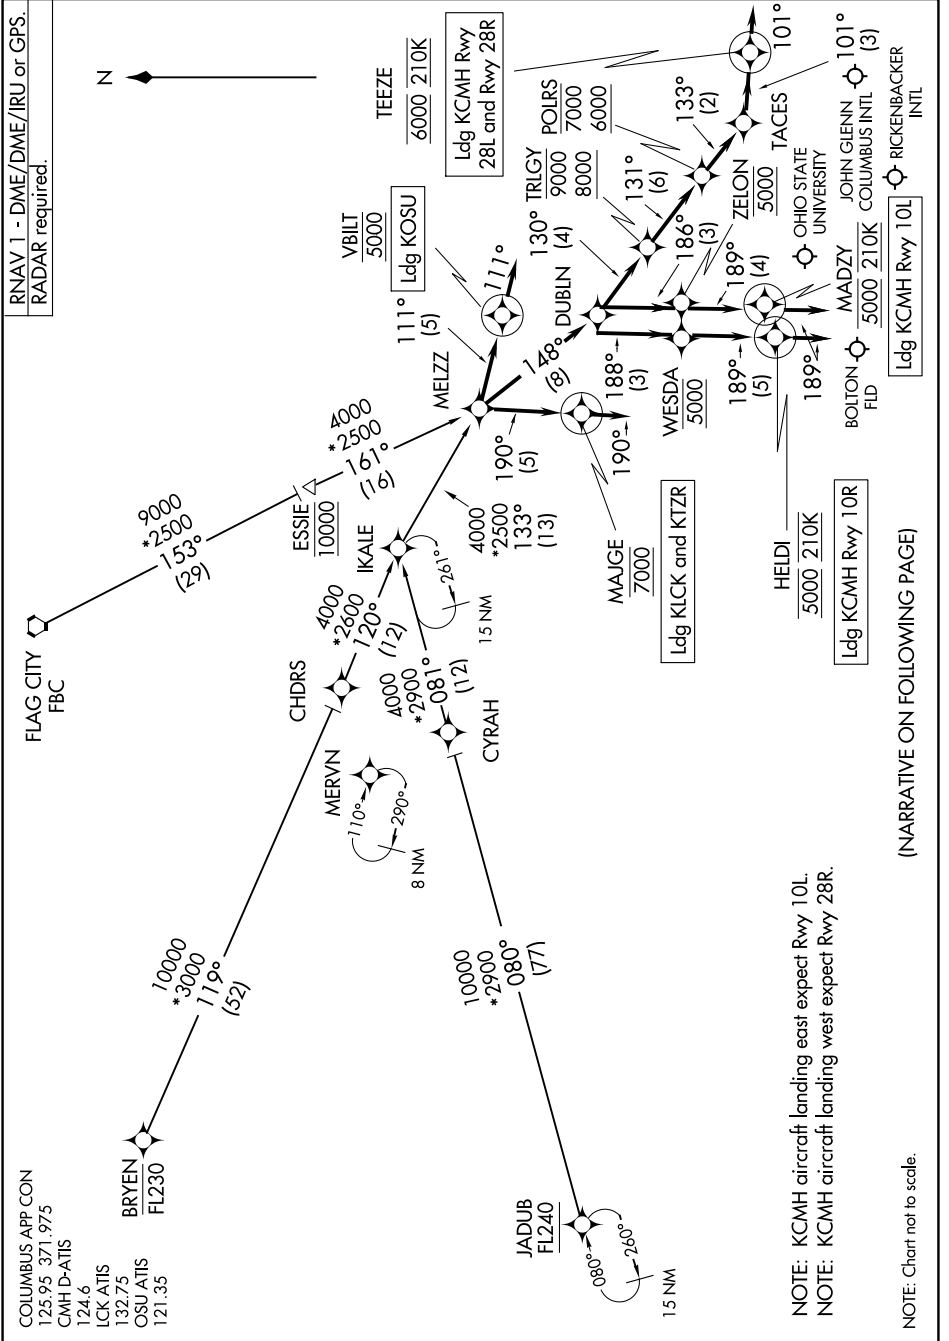 RNAV 1 - DME/DME/IRU or GPS.
RADAR required.
COLUMBUS APP CON
125.95 371.975
CMH D-ATIS
124.6
LCK ATIS
132.75
OSU ATIS
121.35
N
FLAG CITY
FBC
9000
*2500
153°
(29)
ESSIE
10000
4000
*2500
161°
(16)
BRYEN
FL230
10000
*3000
119°
(52)
CHDRS
4000
*2600
120°
(12)
IKALE
261°
15 NM
4000
*2500
133°
(13)
MERVN
110°
290°
8 NM
JADUB
FL240
080°
260°
15 NM
10000
*2900
080°
(77)
CYRAH
4000
*2900
081°
(12)
MELZZ
111°
(5)
VBILT
5000
Ldg KOSU
111°
148°
(8)
190°
(5)
190°
MAJGE
7000
Ldg KLCK and KTZR
DUBLN
130°
(4)
TRLGY
9000
8000
131°
(6)
POLRS
7000
6000
133°
(2)
TACES
101°
(3)
TEEZE
6000 210K
Ldg KCMH Rwy
28L and Rwy 28R
101°
186°
(3)
ZELON
5000
189°
(4)
MADZY
5000 210K
Ldg KCMH Rwy 10L
188°
(3)
WESDA
5000
189°
(5)
189°
HELDI
5000 210K
Ldg KCMH Rwy 10R
OHIO STATE
UNIVERSITY
JOHN GLENN
COLUMBUS INTL
RICKENBACKER
INTL
BOLTON
FLD
NOTE: KCMH aircraft landing east expect Rwy 10L.
NOTE: KCMH aircraft landing west expect Rwy 28R.
(NARRATIVE ON FOLLOWING PAGE)
NOTE: Chart not to scale.